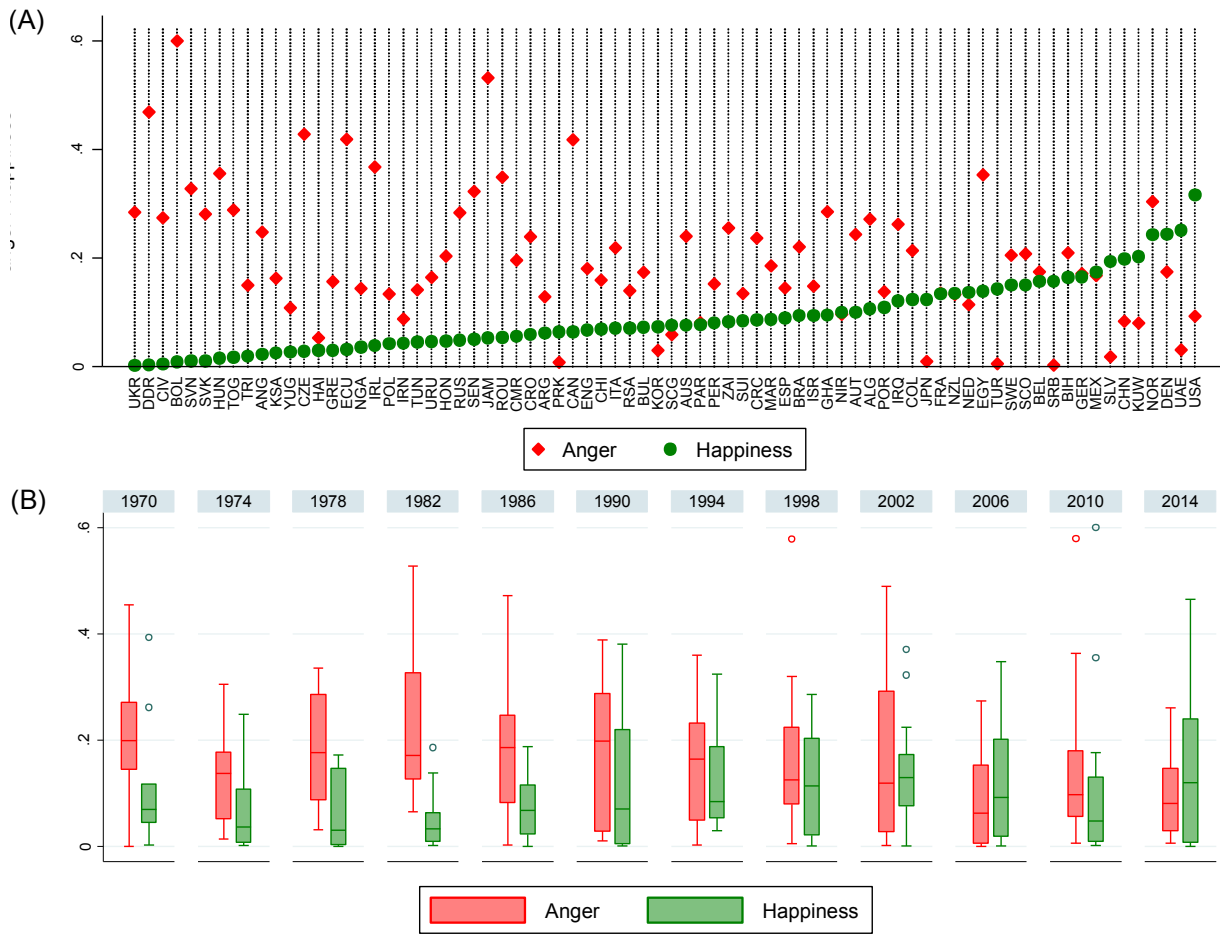 (A)
.6
.4
.2
0
UKR DDR CIV BOL SVN SVK HUN TOG TRI ANG KSA YUG CZE HAI GRE ECU NGA IRL POL IRN TUN URU HON RUS SEN JAM ROU CMR CRO ARG PRK CAN ENG CHI ITA RSA BUL KOR SCG AUS PAR PER ZAI SUI CRC MAR ESP BRA ISR GHA NIR AUT ALG POR IRQ COL JPN FRA NZL NED EGY TUR SWE SCO BEL SRB BIH GER MEX SLV CHN KUW NOR DEN UAE USA
Anger Happiness
(B)
1970 1974 1978 1982 1986 1990 1994 1998 2002 2006 2010 2014
.6
.4
.2
0
Anger Happiness